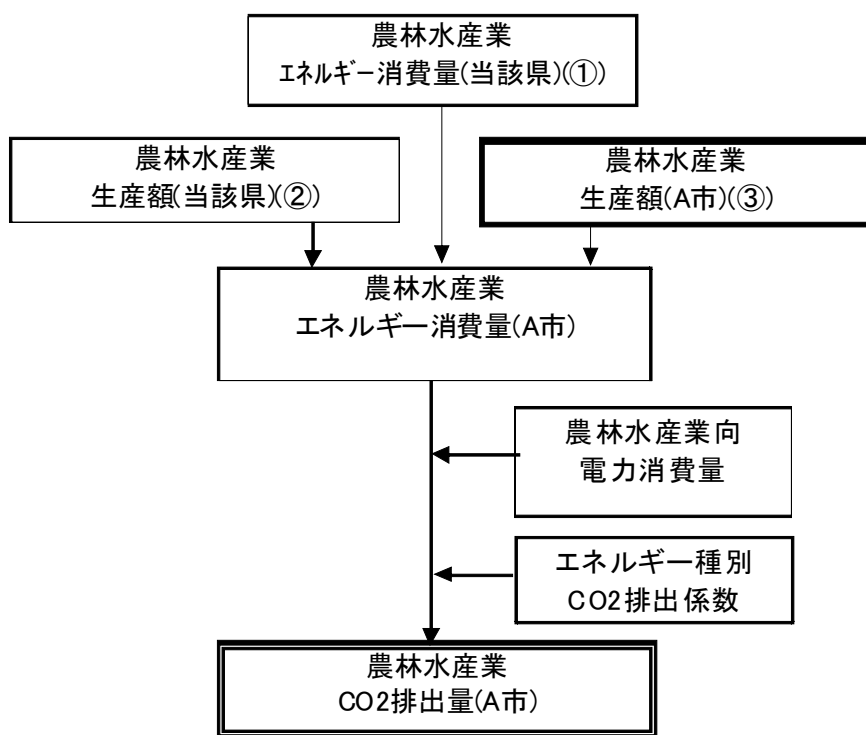 農林水産業
エネルギー消費量(当該県)(①)
農林水産業
生産額(当該県)(②)
農林水産業
生産額(A市)(③)
農林水産業
エネルギー消費量(A市)
農林水産業向
電力消費量
エネルギー種別
CO2排出係数
農林水産業
CO2排出量(A市)